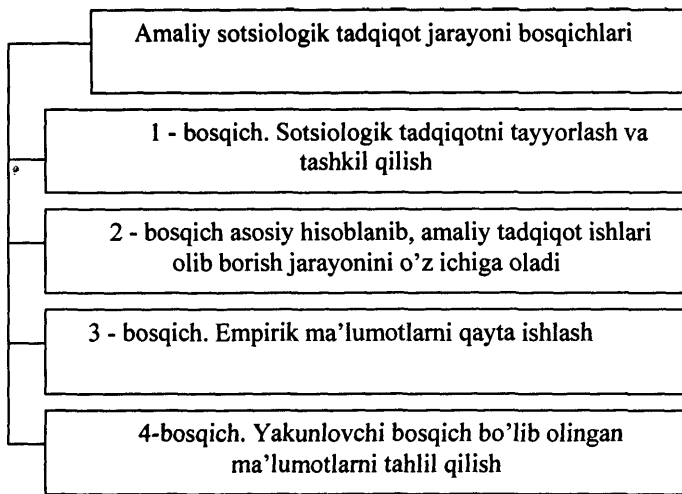 Amaliy sotsiologik tadqiqot jarayoni bosqichlari
1 - bosqich. Sotsiologik tadqiqotni tayyorlash va
tashkil qilish
2 - bosqich asosiy hisoblanib, amaliy tadqiqot ishlari
olib borish jarayonini o’z ichiga oladi
3 - bosqich. Empirik ma’lumotlarni qayta ishlash
4-bosqich. Yakunlovchi bosqich bo’lib olingan
ma’lumotlarni tahlil qilish